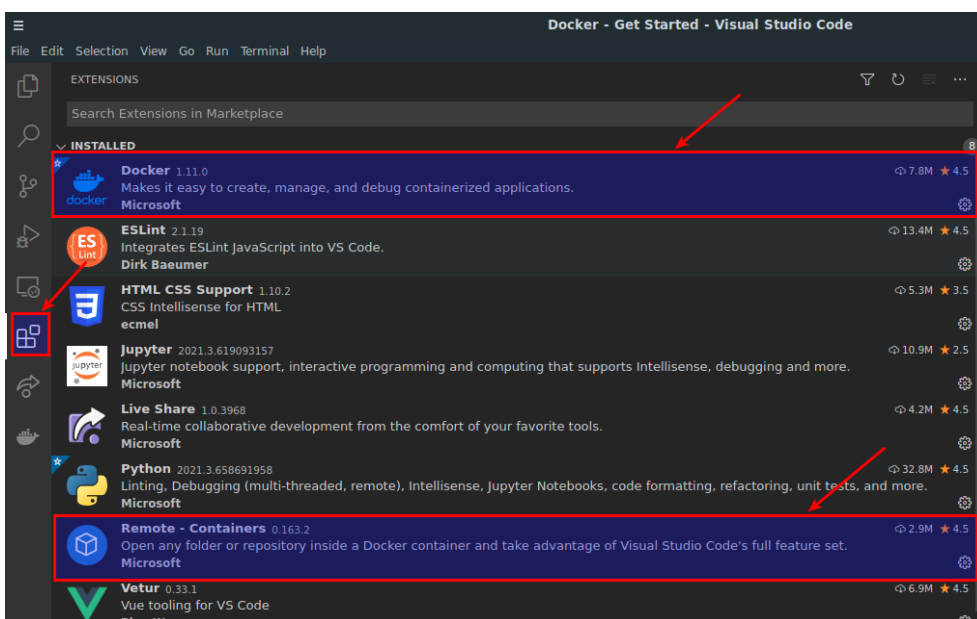 Docker - Get Started - Visual Studio Code
File Edit Selection View Go Run Terminal Help
EXTENSIONS
Search Extensions in Marketplace
INSTALLED 8
Docker 1.11.0 7.8M ★ 4.5
docker
Makes it easy to create, manage, and debug containerized applications.
Microsoft
ESLint 2.1.19 13.4M ★ 4.5
ES
Lint
Integrates ESLint JavaScript into VS Code.
Dirk Baeumer
HTML CSS Support 1.10.2 5.3M ★ 3.5
CSS Intellisense for HTML
ecmel
Jupyter 2021.3.619093157 10.9M ★ 2.5
jupyter
Jupyter notebook support, interactive programming and computing that supports Intellisense, debugging and more.
Microsoft
Live Share 1.0.3968 4.2M ★ 4.5
Real-time collaborative development from the comfort of your favorite tools.
Microsoft
Python 2021.3.658691958 32.8M ★ 4.5
Linting, Debugging (multi-threaded, remote), Intellisense, Jupyter Notebooks, code formatting, refactoring, unit tests, and more.
Microsoft
Remote - Containers 0.163.2 2.9M ★ 4.5
Open any folder or repository inside a Docker container and take advantage of Visual Studio Code's full feature set.
Microsoft
Vetur 0.33.1 6.9M ★ 4.5
Vue tooling for VS Code